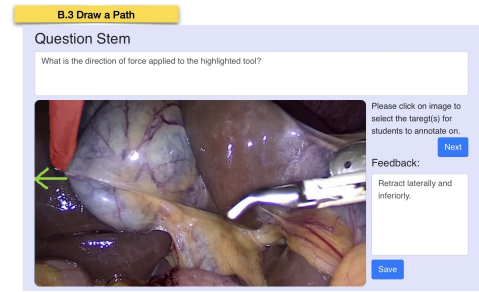 B.3 Draw a Path
Question Stem
What is the direction of force applied to the highlighted tool?
Please click on image to
select the taregt(s) for
students to annotate on.
Next
Feedback:
Retract laterally and
inferiorly.
Save